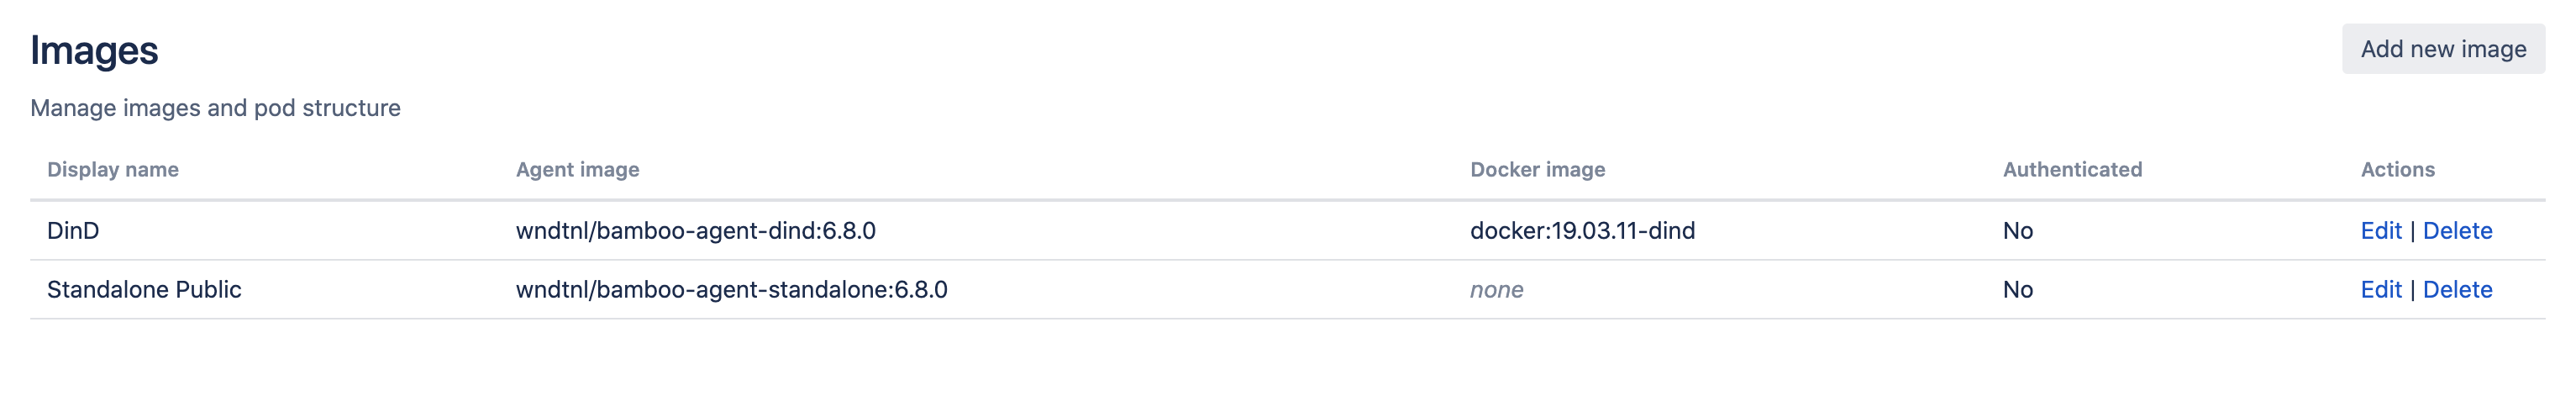 Images
Add new image
Manage images and pod structure
Display name Agent image Docker image Authenticated Actions
DinD wndtnl/bamboo-agent-dind:6.8.0 docker:19.03.11-dind No Edit | Delete
Standalone Public wndtnl/bamboo-agent-standalone:6.8.0 none No Edit | Delete